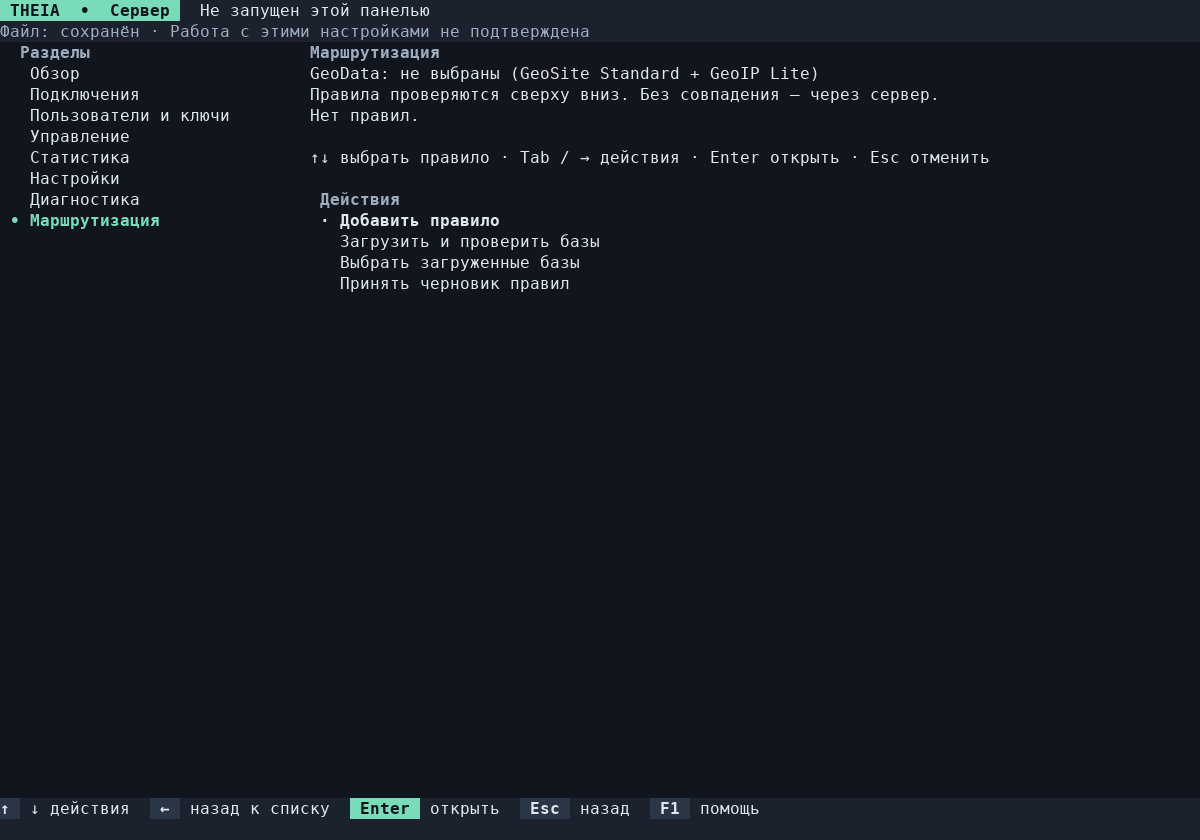 THEIA • Сервер Не запущен этой панелью
Файл: сохранён · Работа с этими настройками не подтверждена
Разделы
Обзор
Подключения
Пользователи и ключи
Управление
Статистика
Настройки
Диагностика
• Маршрутизация
Маршрутизация
GeoData: не выбраны (GeoSite Standard + GeoIP Lite)
Правила проверяются сверху вниз. Без совпадения — через сервер.
Нет правил.
↑↓ выбрать правило · Tab / → действия · Enter открыть · Esc отменить
Действия
· Добавить правило
Загрузить и проверить базы
Выбрать загруженные базы
Принять черновик правил
↑ ↓ действия ← назад к списку Enter открыть Esc назад F1 помощь